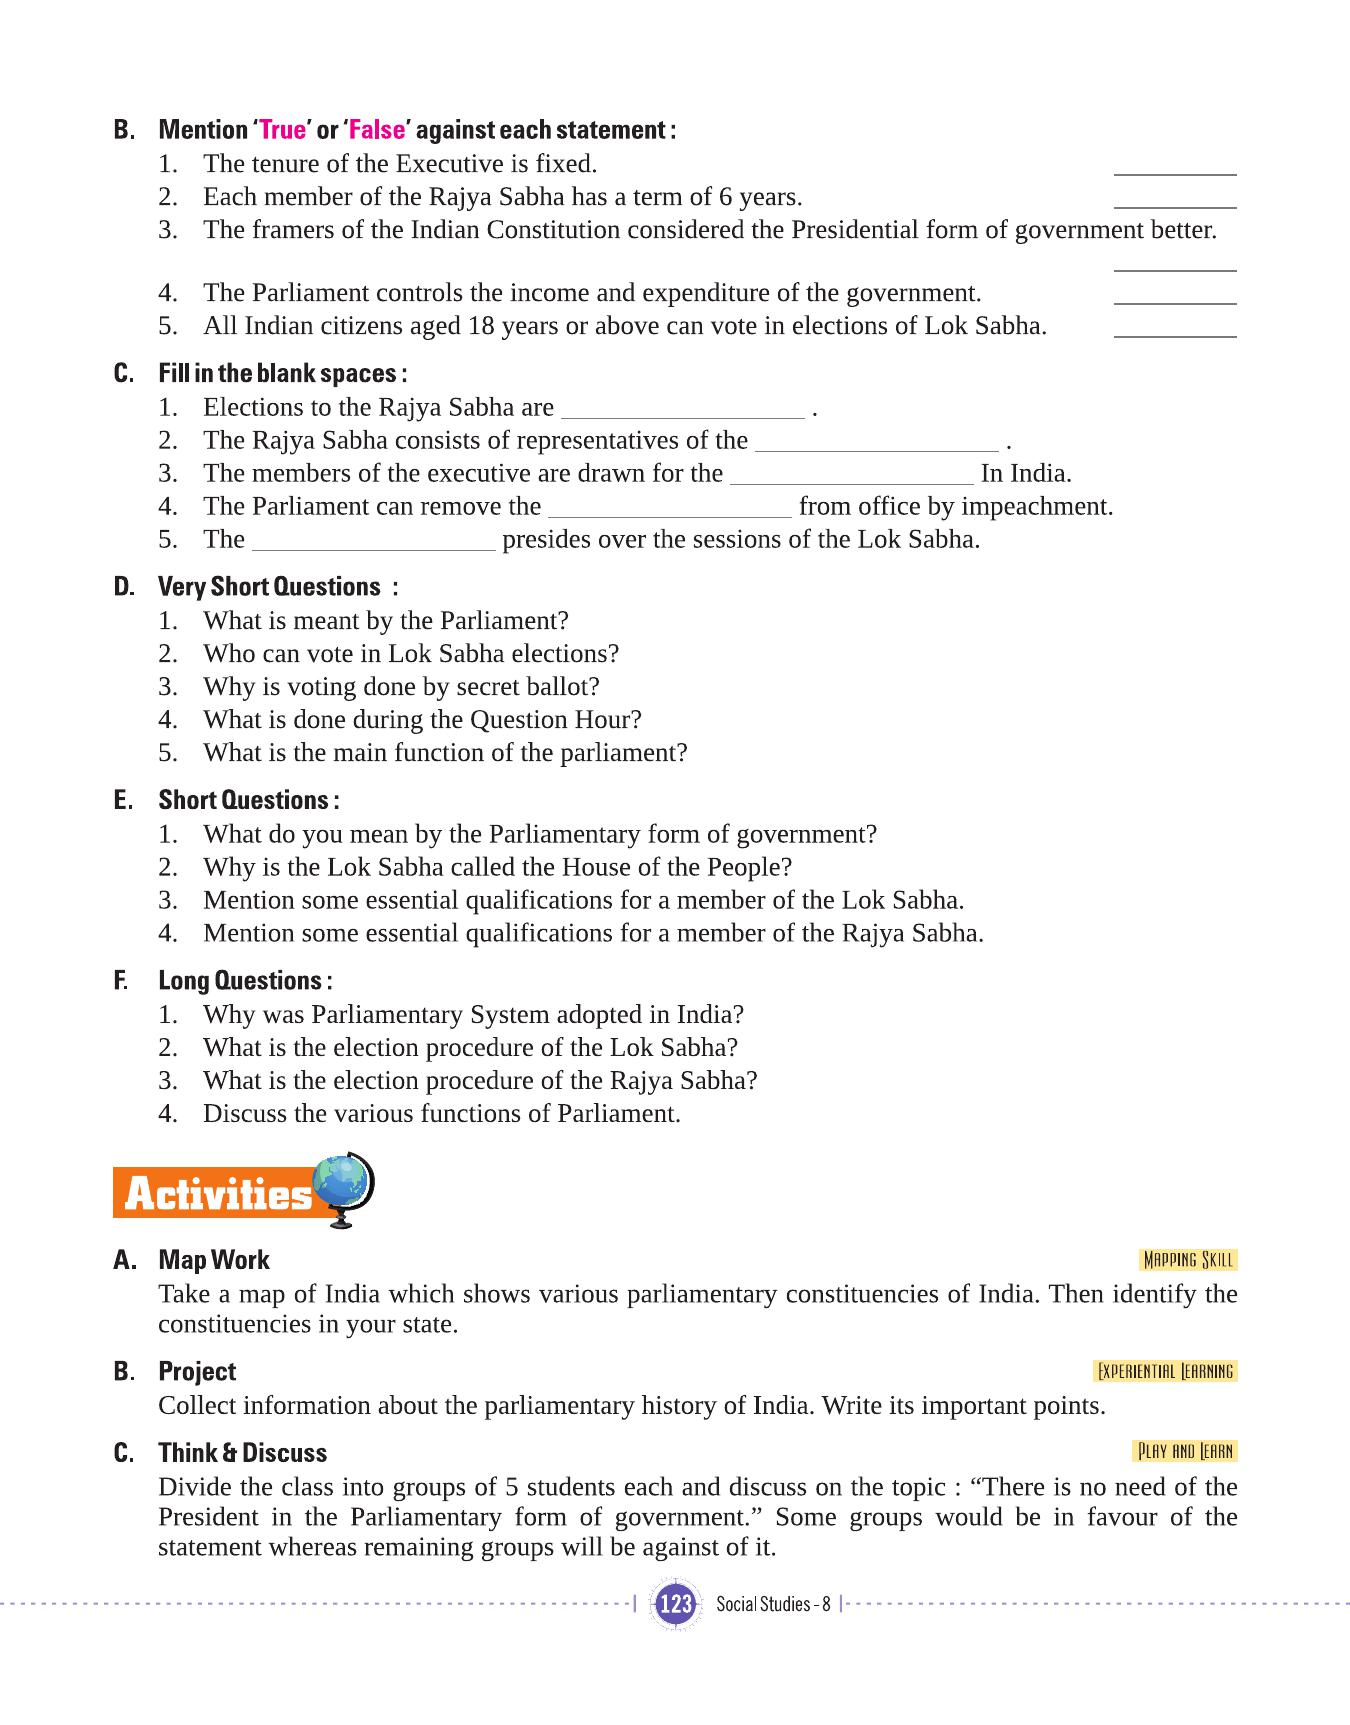 B. Mention ‘True’ or ‘False’ against each statement :
1. The tenure of the Executive is fixed. __________
2. Each member of the Rajya Sabha has a term of 6 years. __________
3. The framers of the Indian Constitution considered the Presidential form of government better.
__________
4. The Parliament controls the income and expenditure of the government. __________
5. All Indian citizens aged 18 years or above can vote in elections of Lok Sabha. __________
C. Fill in the blank spaces :
1. Elections to the Rajya Sabha are __________________ .
2. The Rajya Sabha consists of representatives of the __________________ .
3. The members of the executive are drawn for the __________________ In India.
4. The Parliament can remove the __________________ from office by impeachment.
5. The __________________ presides over the sessions of the Lok Sabha.
D. Very Short Questions :
1. What is meant by the Parliament?
2. Who can vote in Lok Sabha elections?
3. Why is voting done by secret ballot?
4. What is done during the Question Hour?
5. What is the main function of the parliament?
E. Short Questions :
1. What do you mean by the Parliamentary form of government?
2. Why is the Lok Sabha called the House of the People?
3. Mention some essential qualifications for a member of the Lok Sabha.
4. Mention some essential qualifications for a member of the Rajya Sabha.
F. Long Questions :
1. Why was Parliamentary System adopted in India?
2. What is the election procedure of the Lok Sabha?
3. What is the election procedure of the Rajya Sabha?
4. Discuss the various functions of Parliament.
Activities
A. Map Work MAPPING SKILL
Take a map of India which shows various parliamentary constituencies of India. Then identify the
constituencies in your state.
B. Project EXPERIENTIAL LEARNING
Collect information about the parliamentary history of India. Write its important points.
C. Think & Discuss PLAY AND LEARN
Divide the class into groups of 5 students each and discuss on the topic : “There is no need of the
President in the Parliamentary form of government.” Some groups would be in favour of the
statement whereas remaining groups will be against of it.
123 Social Studies - 8